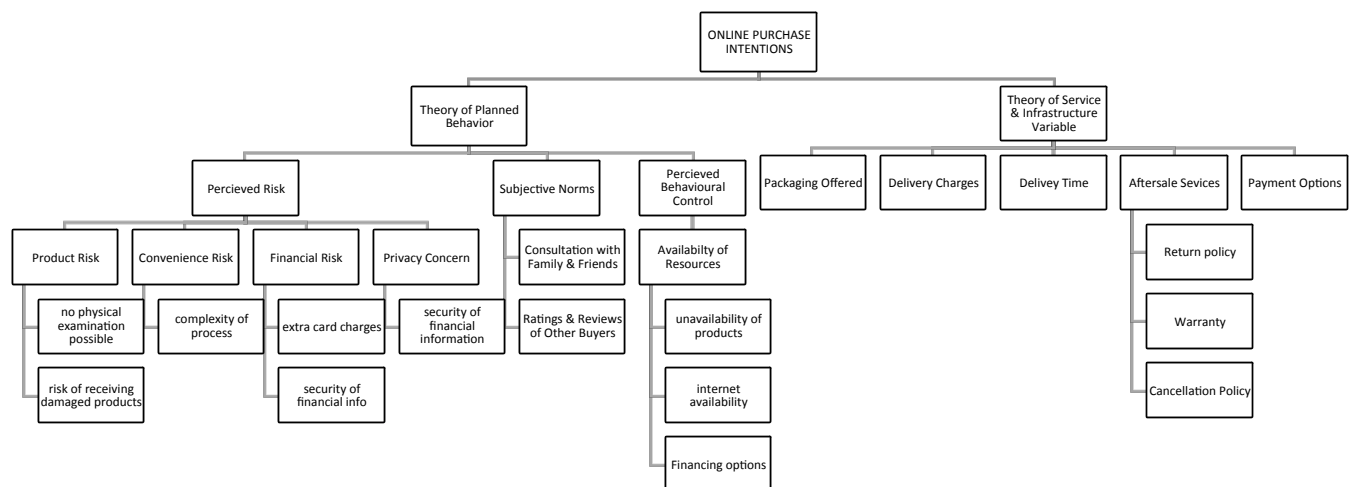 ONLINE PURCHASE
INTENTIONS
Theory of Planned
Behavior
Theory of Service
& Infrastructure
Variable
Percieved Risk
Subjective Norms
Percieved
Behavioural
Control
Packaging Offered
Delivery Charges
Delivey Time
Aftersale Sevices
Payment Options
Product Risk
Convenience Risk
Financial Risk
Privacy Concern
Consultation with
Family & Friends
Availabilty of
Resources
Return policy
no physical
examination
possible
complexity of
process
extra card charges
security of
financial
information
Ratings & Reviews
of Other Buyers
unavailability of
products
Warranty
risk of receiving
damaged products
security of
financial info
internet
availability
Cancellation Policy
Financing options